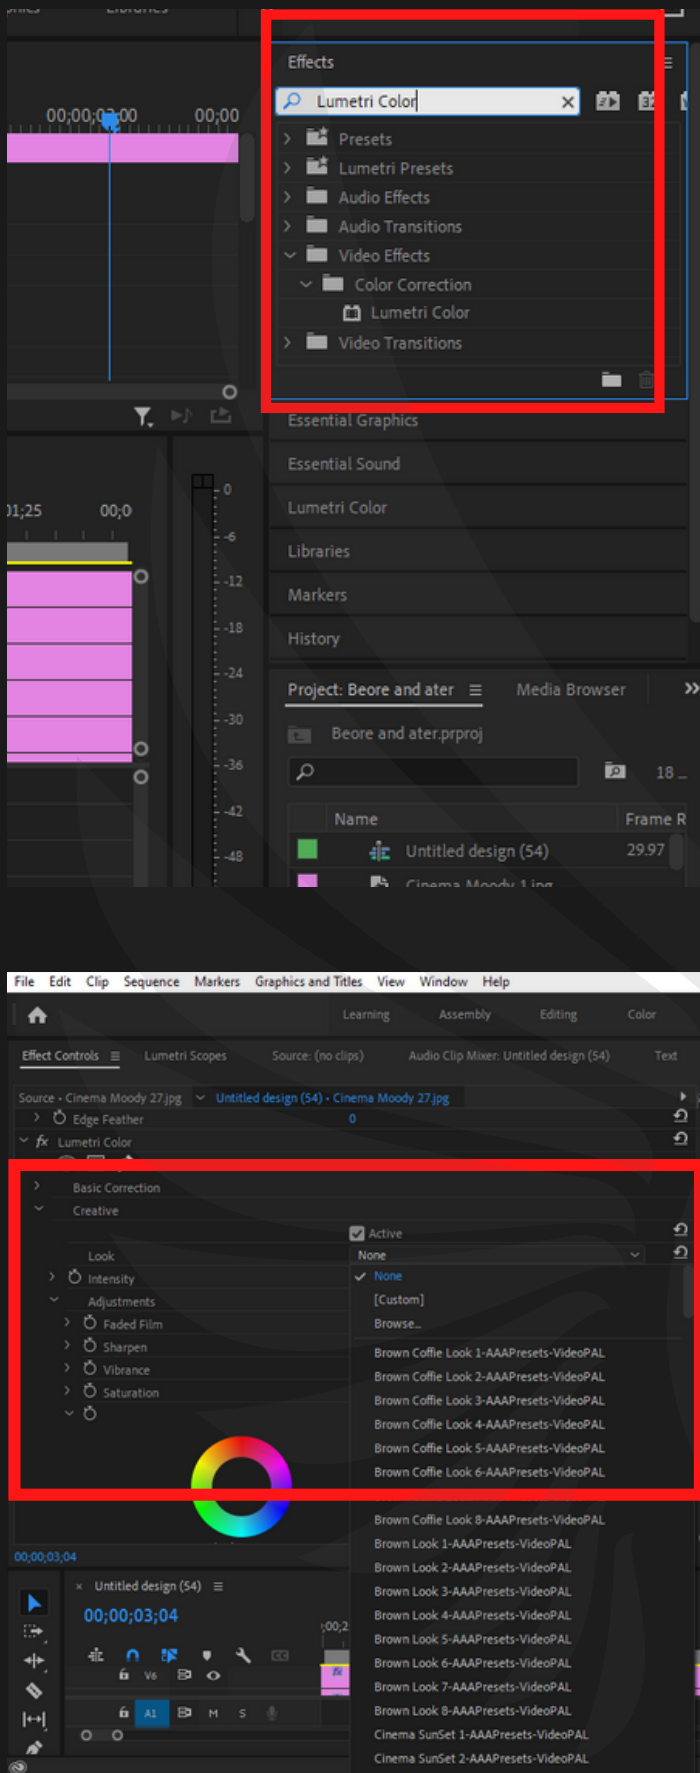 Libraries
Effects
Lumetri Color
00;00;02;00 00;00
Presets
Lumetri Presets
Audio Effects
Audio Transitions
Video Effects
Color Correction
Lumetri Color
Video Transitions
Essential Graphics
Essential Sound
Lumetri Color
Libraries
Markers
History
01;25 00;0
0
-6
-12
-18
-24
-30
-36
-42
-48
Project: Beore and ater Media Browser
Beore and ater.prproj
18 ...
Name Frame R
Untitled design (54) 29.97
Cinema Moody 1.jpg
File Edit Clip Sequence Markers Graphics and Titles View Window Help
Learning Assembly Editing Color
Effect Controls Lumetri Scopes Source: (no clips) Audio Clip Mixer: Untitled design (54) Text
Source • Cinema Moody 27.jpg Untitled design (54) • Cinema Moody 27.jpg
Edge Feather 0
fx Lumetri Color
Basic Correction
Creative
Active
Look None
Intensity
Adjustments
Faded Film
Sharpen
Vibrance
Saturation
None
[Custom]
Browse...
Brown Coffie Look 1-AAAPresets-VideoPAL
Brown Coffie Look 2-AAAPresets-VideoPAL
Brown Coffie Look 3-AAAPresets-VideoPAL
Brown Coffie Look 4-AAAPresets-VideoPAL
Brown Coffie Look 5-AAAPresets-VideoPAL
Brown Coffie Look 6-AAAPresets-VideoPAL
Brown Coffie Look 8-AAAPresets-VideoPAL
Brown Look 1-AAAPresets-VideoPAL
Brown Look 2-AAAPresets-VideoPAL
Brown Look 3-AAAPresets-VideoPAL
Brown Look 4-AAAPresets-VideoPAL
Brown Look 5-AAAPresets-VideoPAL
Brown Look 6-AAAPresets-VideoPAL
Brown Look 7-AAAPresets-VideoPAL
Brown Look 8-AAAPresets-VideoPAL
Cinema SunSet 1-AAAPresets-VideoPAL
Cinema SunSet 2-AAAPresets-VideoPAL
00;00;03;04
× Untitled design (54)
00;00;03;04
;00;2
V6
fx
A1 M S